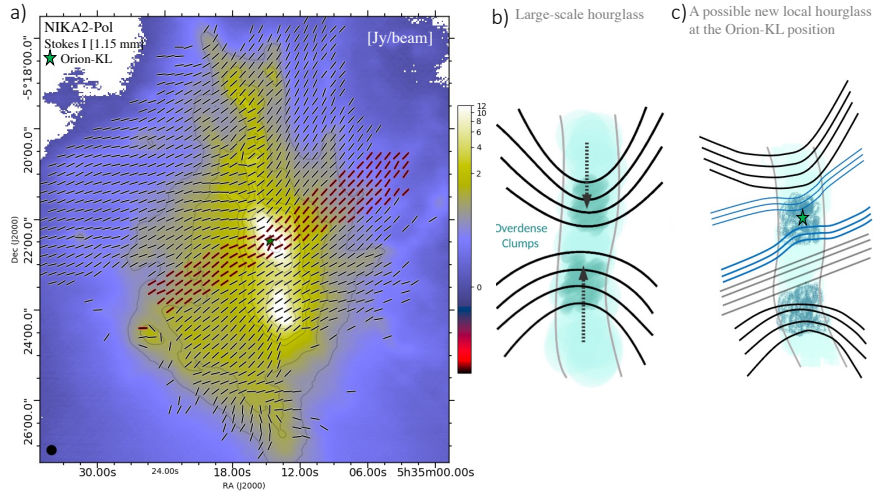 a)
NIKA2-Pol
Stokes I [1.15 mm]
Orion-KL
[Jy/beam]
-5°18'00.0"
20'00.0"
22'00.0"
24'00.0"
26'00.0"
Dec (J2000)
30.00s
24.00s
18.00s
12.00s
06.00s
5:35m00.00s
RA (J2000)
12
10
8
6
4
2
0
b) Large-scale hourglass
Overdense
Clumps
c) A possible new local hourglass
at the Orion-KL position